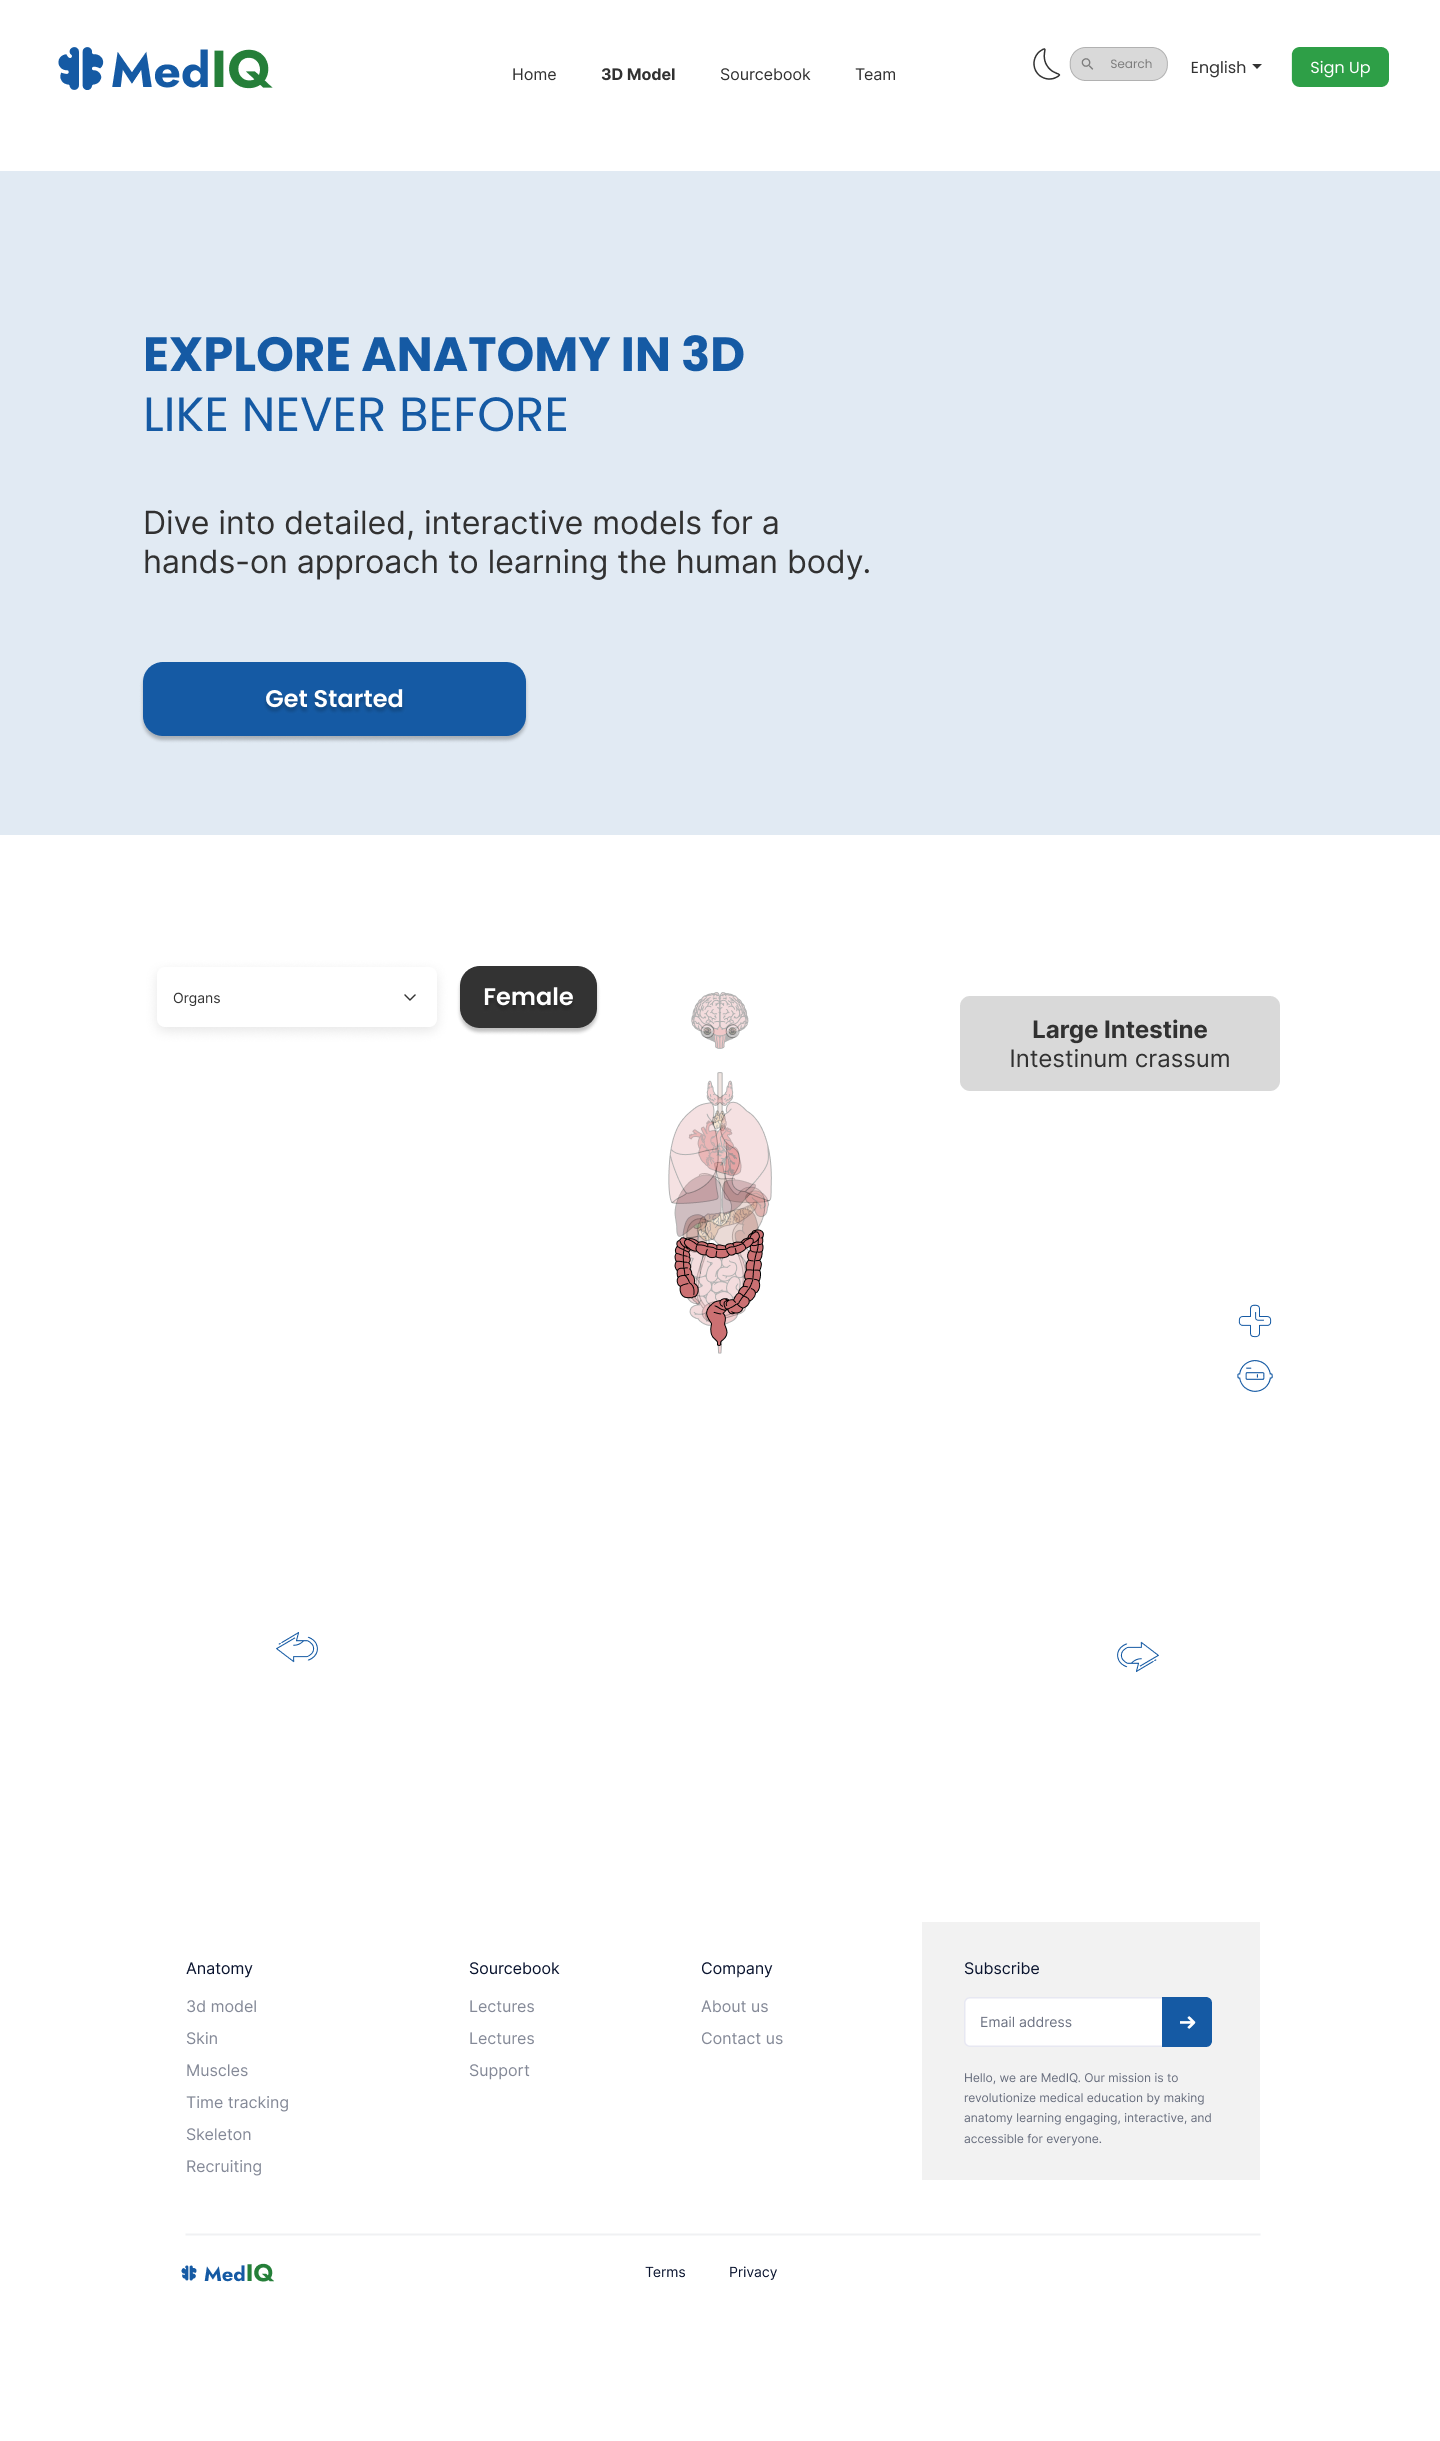 MedIQ
Home
3D Model
Sourcebook
Team
Search
English
Sign Up
EXPLORE ANATOMY IN 3D
LIKE NEVER BEFORE
Dive into detailed, interactive models for a
hands-on approach to learning the human body.
Get Started
Organs
Female
Large Intestine
Intestinum crassum
Anatomy
3d model
Skin
Muscles
Time tracking
Skeleton
Recruiting
Sourcebook
Lectures
Lectures
Support
Company
About us
Contact us
Subscribe
Email address
Hello, we are MedIQ. Our mission is to
revolutionize medical education by making
anatomy learning engaging, interactive, and
accessible for everyone.
MedIQ
Terms
Privacy